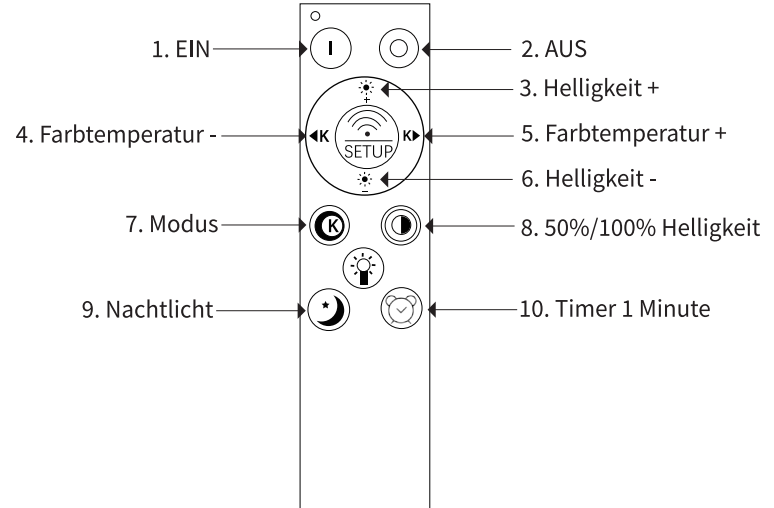 1. EIN
I
2. AUS
3. Helligkeit +
+
4. Farbtemperatur -
K
SETUP
K
5. Farbtemperatur +
6. Helligkeit -
–
7. Modus
K
8. 50%/100% Helligkeit
9. Nachtlicht
10. Timer 1 Minute